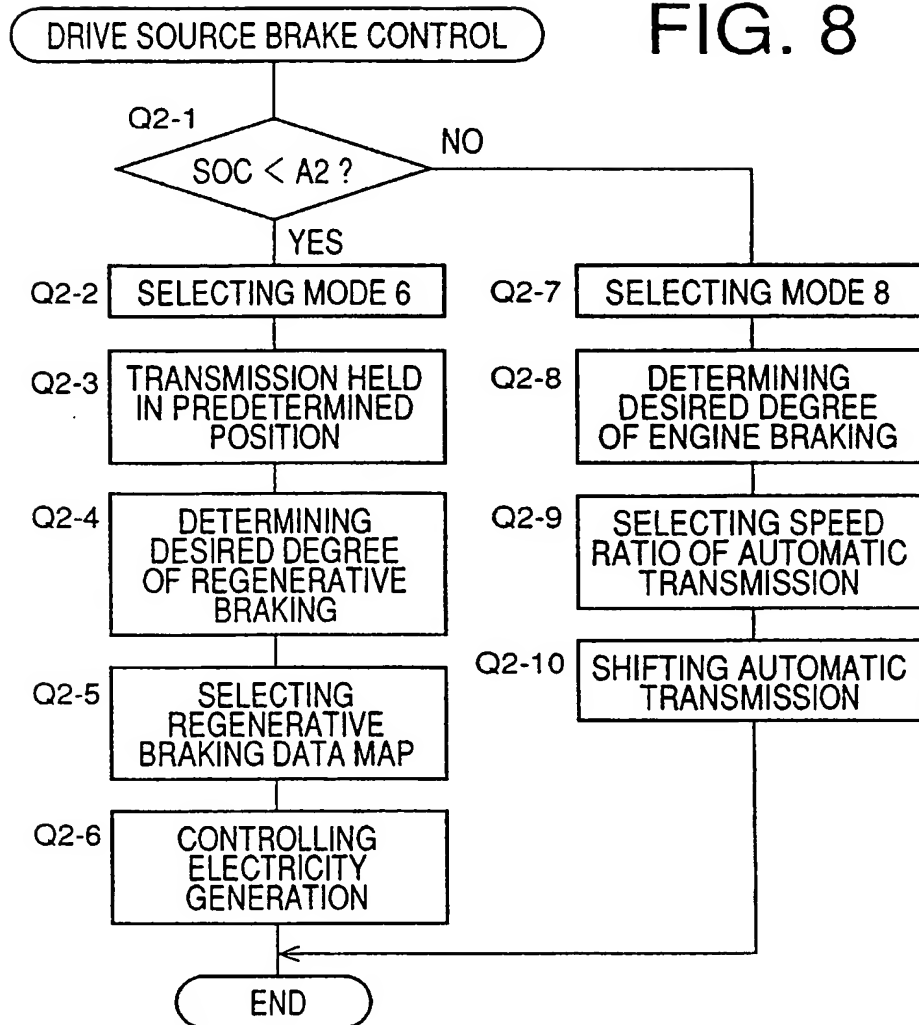 FIG. 8
DRIVE SOURCE BRAKE CONTROL
Q2-1
SOC < A2 ?
NO
YES
Q2-2
SELECTING MODE 6
Q2-3
TRANSMISSION HELD
IN PREDETERMINED
POSITION
Q2-4
DETERMINING
DESIRED DEGREE
OF REGENERATIVE
BRAKING
Q2-5
SELECTING
REGENERATIVE
BRAKING DATA MAP
Q2-6
CONTROLLING
ELECTRICITY
GENERATION
Q2-7
SELECTING MODE 8
Q2-8
DETERMINING
DESIRED DEGREE
OF ENGINE BRAKING
Q2-9
SELECTING SPEED
RATIO OF AUTOMATIC
TRANSMISSION
Q2-10
SHIFTING AUTOMATIC
TRANSMISSION
END